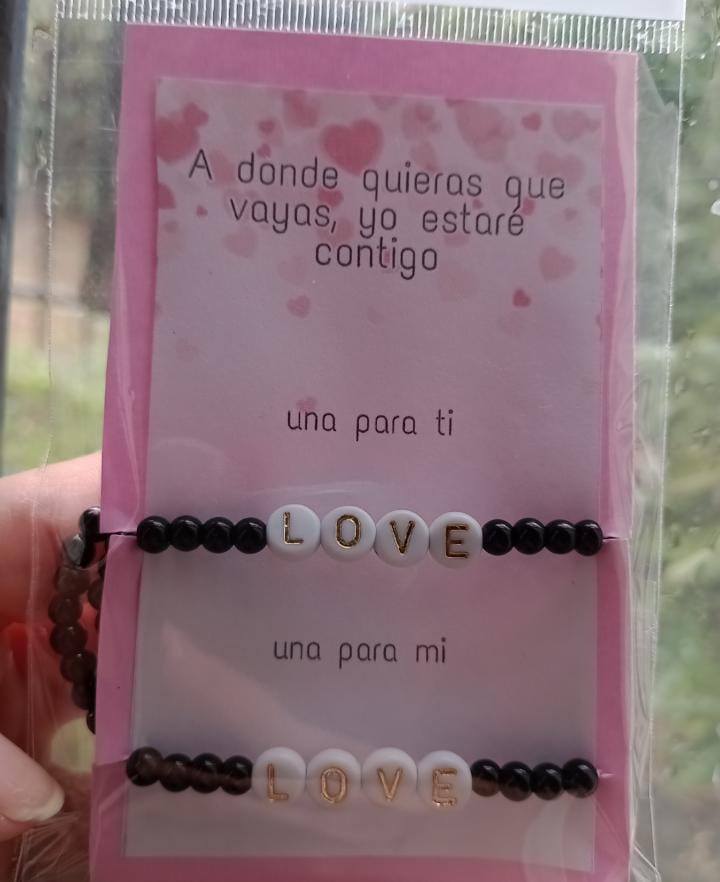 A donde quieras que
vayas, yo estaré
contigo
una para ti
LOVE
una para mi
LOVE